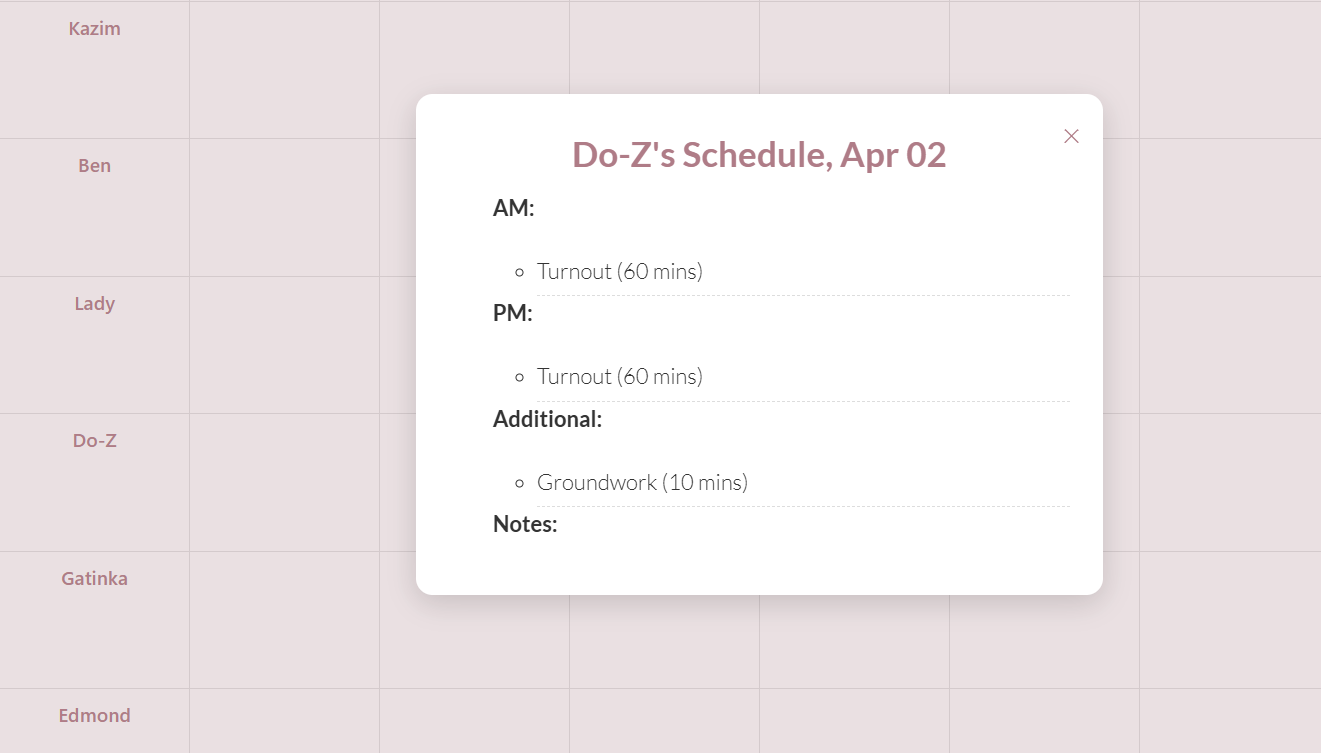 Kazim
Ben
Lady
Do-Z
Gatinka
Edmond
Do-Z's Schedule, Apr 02
AM:
Turnout (60 mins)
PM:
Turnout (60 mins)
Additional:
Groundwork (10 mins)
Notes: